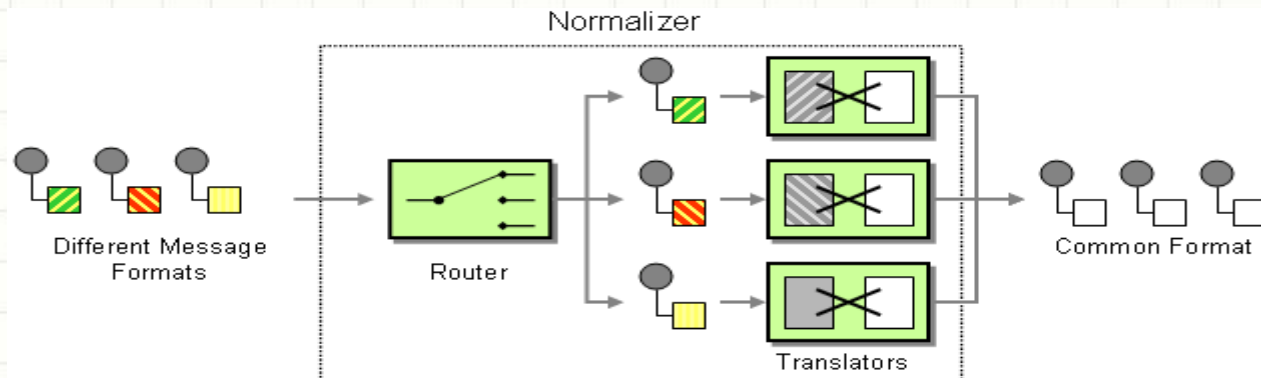 Normalizer
Different Message
Formats
Router
Translators
Common Format